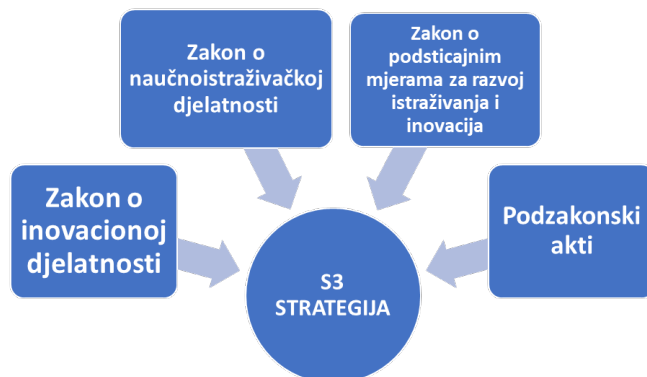 Zakon o
naučnoistraživačkoj
djelatnosti
Zakon o
podsticajnim
mjerama za razvoj
istraživanja i
inovacija
Zakon o
inovacionoj
djelatnosti
Podzakonski
akti
S3
STRATEGIJA